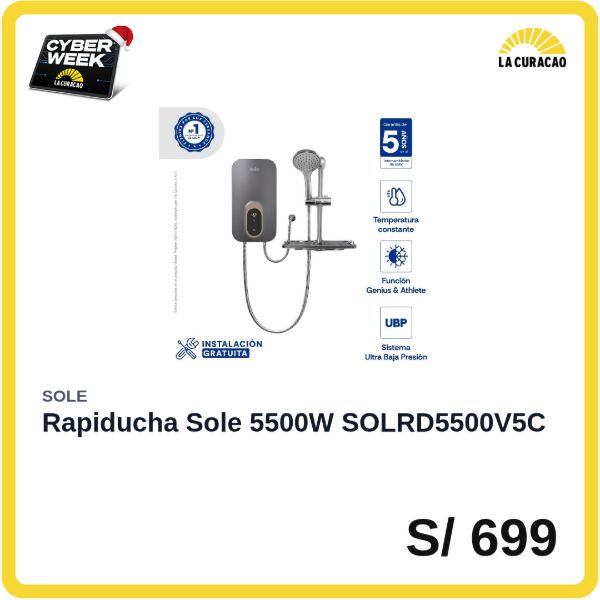 CYBER
WEEK
LA CURACAO
LA CURACAO
Nº1
Garantía de
5
AÑOS
Temperatura
constante
Función
Genius & Athlete
UBP
Sistema
Ultra Baja Presión
INSTALACIÓN
GRATUITA
SOLE
Rapiducha Sole 5500W SOLRD5500V5C
S/ 699